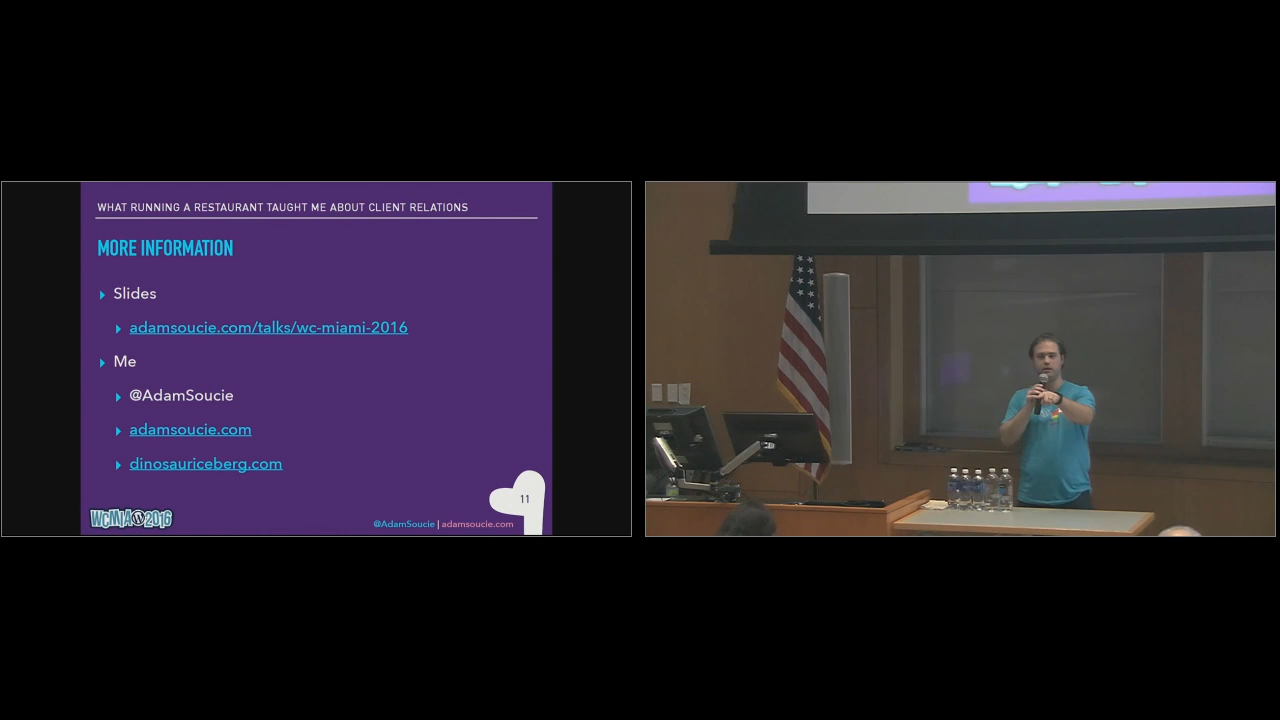 WHAT RUNNING A RESTAURANT TAUGHT ME ABOUT CLIENT RELATIONS
MORE INFORMATION
Slides
adamsoucie.com/talks/wc-miami-2016
Me
@AdamSoucie
adamsoucie.com
dinosauriceberg.com
11
WCMIA 2016
@AdamSoucie | adamsoucie.com